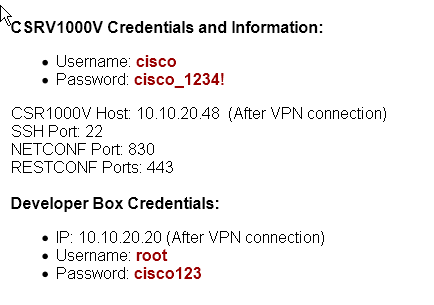 CSRV1000V Credentials and Information:
• Username: cisco
• Password: cisco_1234!
CSR1000V Host: 10.10.20.48 (After VPN connection)
SSH Port: 22
NETCONF Port: 830
RESTCONF Ports: 443
Developer Box Credentials:
• IP: 10.10.20.20 (After VPN connection)
• Username: root
• Password: cisco123